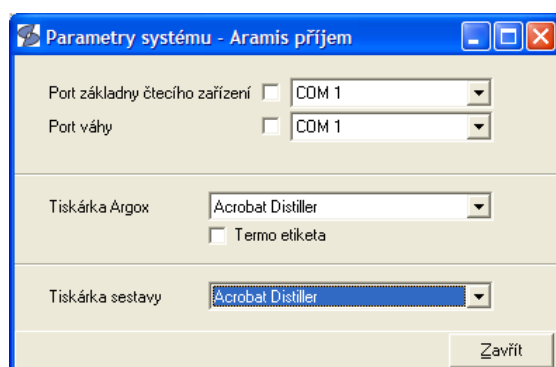 Parametry systému - Aramis příjem
Port základny čtecího zařízení COM 1
Port váhy COM 1
Tiskárka Argox Acrobat Distiller
Termo etiketa
Tiskárka sestavy Acrobat Distiller
Zavřít